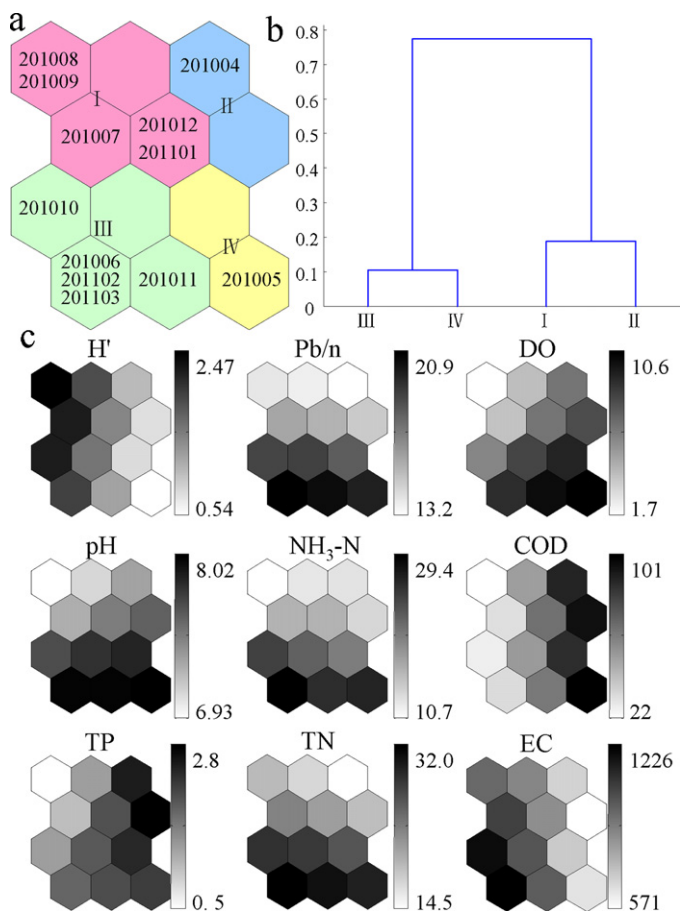 a
201008
201009
201004
I
II
201007
201012
201101
201010
III
IV
201006
201102
201103
201011
201005
b
0.8
0.7
0.6
0.5
0.4
0.3
0.2
0.1
0
III
IV
I
II
c
H'
2.47
0.54
Pb/n
20.9
13.2
DO
10.6
1.7
pH
8.02
6.93
NH₃-N
29.4
10.7
COD
101
22
TP
2.8
0. 5
TN
32.0
14.5
EC
1226
571